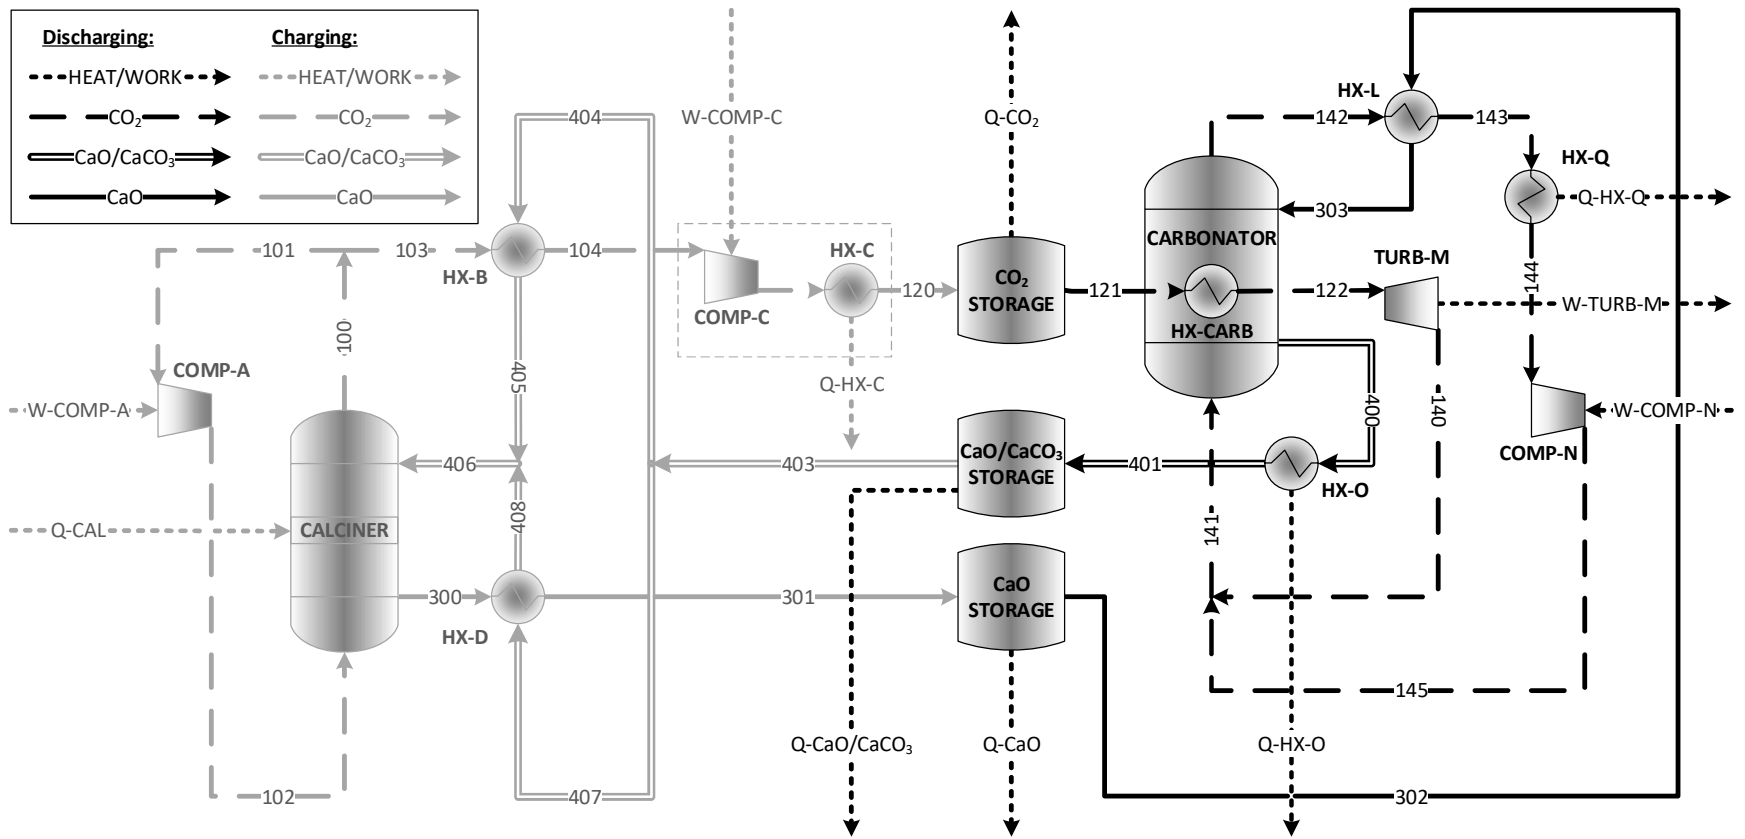 Discharging:
Charging:
HEAT/WORK
HEAT/WORK
CO₂
CO₂
CaO/CaCO₃
CaO/CaCO₃
CaO
CaO
404
W-COMP-C
Q-CO₂
HX-L
142
143
HX-Q
Q-HX-Q
303
101
103
HX-B
104
HX-C
CARBONATOR
TURB-M
144
CO₂
STORAGE
120
121
122
COMP-C
HX-CARB
W-TURB-M
100
COMP-A
405
Q-HX-C
400
140
W-COMP-A
W-COMP-N
COMP-N
406
403
CaO/CaCO₃
STORAGE
401
HX-O
Q-CAL
CALCINER
408
141
300
301
CaO
STORAGE
HX-D
145
Q-CaO/CaCO₃
Q-CaO
Q-HX-O
102
407
302